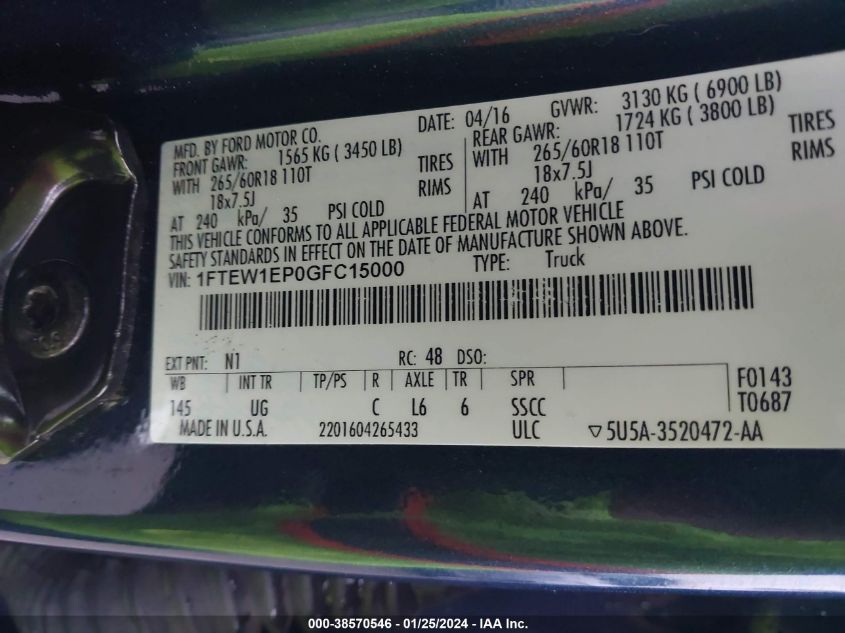 MFD. BY FORD MOTOR CO. DATE: 04/16 GVWR: 3130 KG ( 6900 LB)
FRONT GAWR: 1565 KG ( 3450 LB) REAR GAWR: 1724 KG ( 3800 LB)
WITH 265/60R18 110T TIRES WITH 265/60R18 110T TIRES
18x7.5J RIMS 18x7.5J RIMS
AT 240 kPa/ 35 PSI COLD AT 240 kPa/ 35 PSI COLD
THIS VEHICLE CONFORMS TO ALL APPLICABLE FEDERAL MOTOR VEHICLE
SAFETY STANDARDS IN EFFECT ON THE DATE OF MANUFACTURE SHOWN ABOVE.
VIN: 1FTEW1EP0GFC15000 TYPE: Truck
EXT PNT: N1 RC: 48 DSO:
WB INT TR TP/PS R AXLE TR SPR F0143
145 UG C L6 6 SSCC T0687
MADE IN U.S.A. 2201604265433 ULC ▽5U5A-3520472-AA
000-38570546 - 01/25/2024 - IAA, Inc.